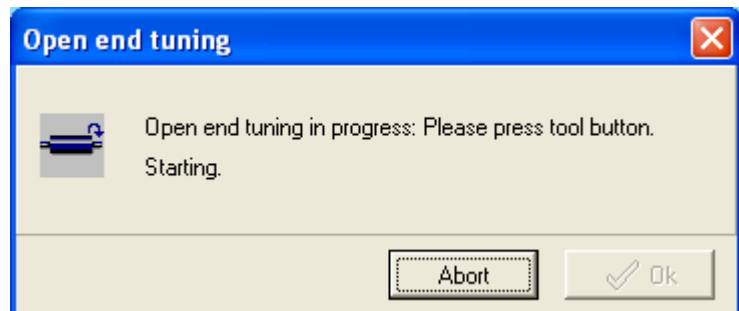 Open end tuning
Open end tuning in progress: Please press tool button.
Starting.
Abort
Ok